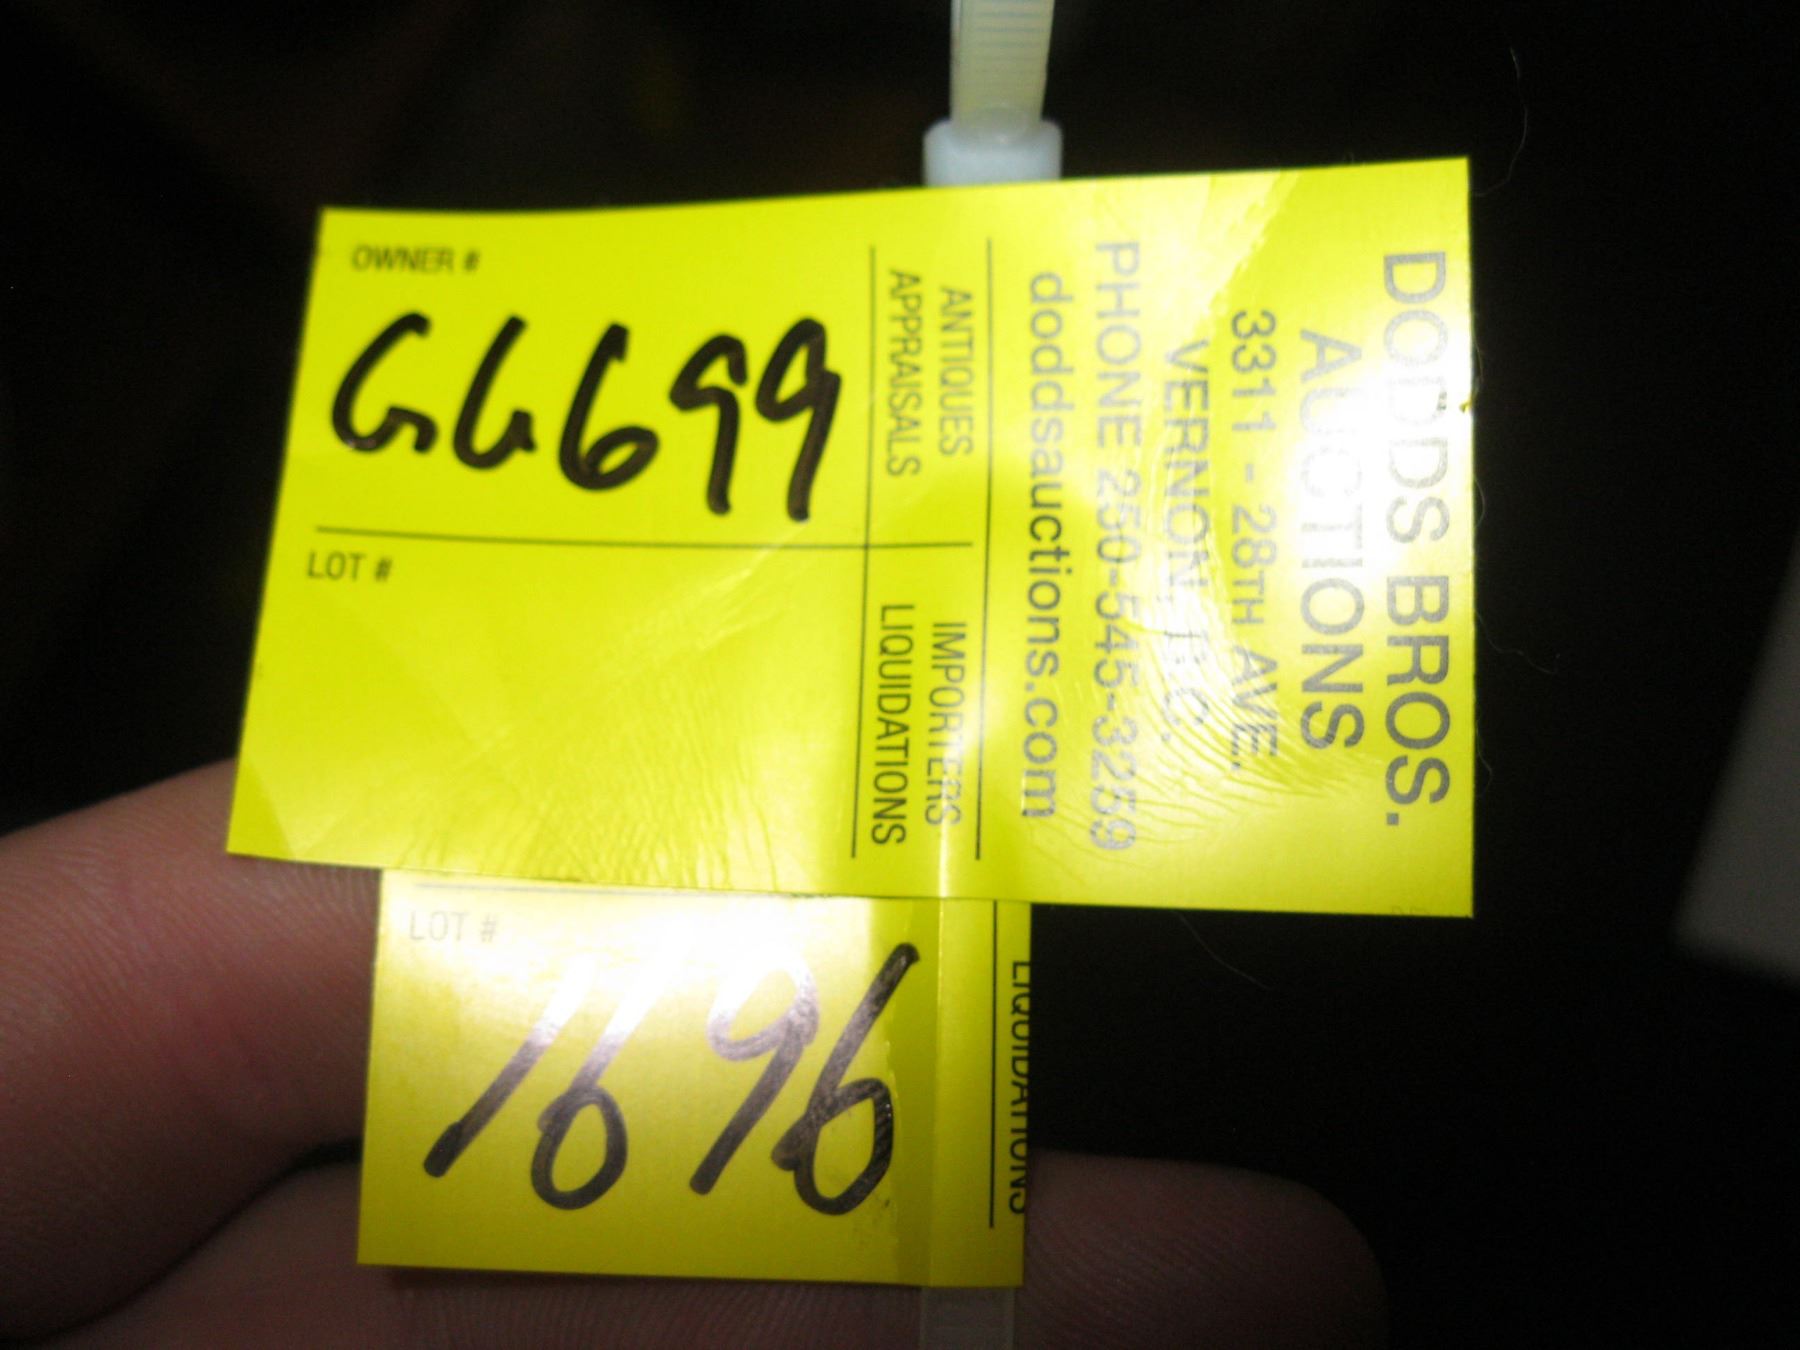 OWNER #
GG699
LOT #
ANTIQUES
APPRAISALS
IMPORTERS
LIQUIDATIONS
DODDS BROS.
AUCTIONS
3311 - 28TH AVE.
VERNON, B.C.
PHONE 250-545-3259
doddsauctions.com
LOT #
1696
LIQUIDATIONS